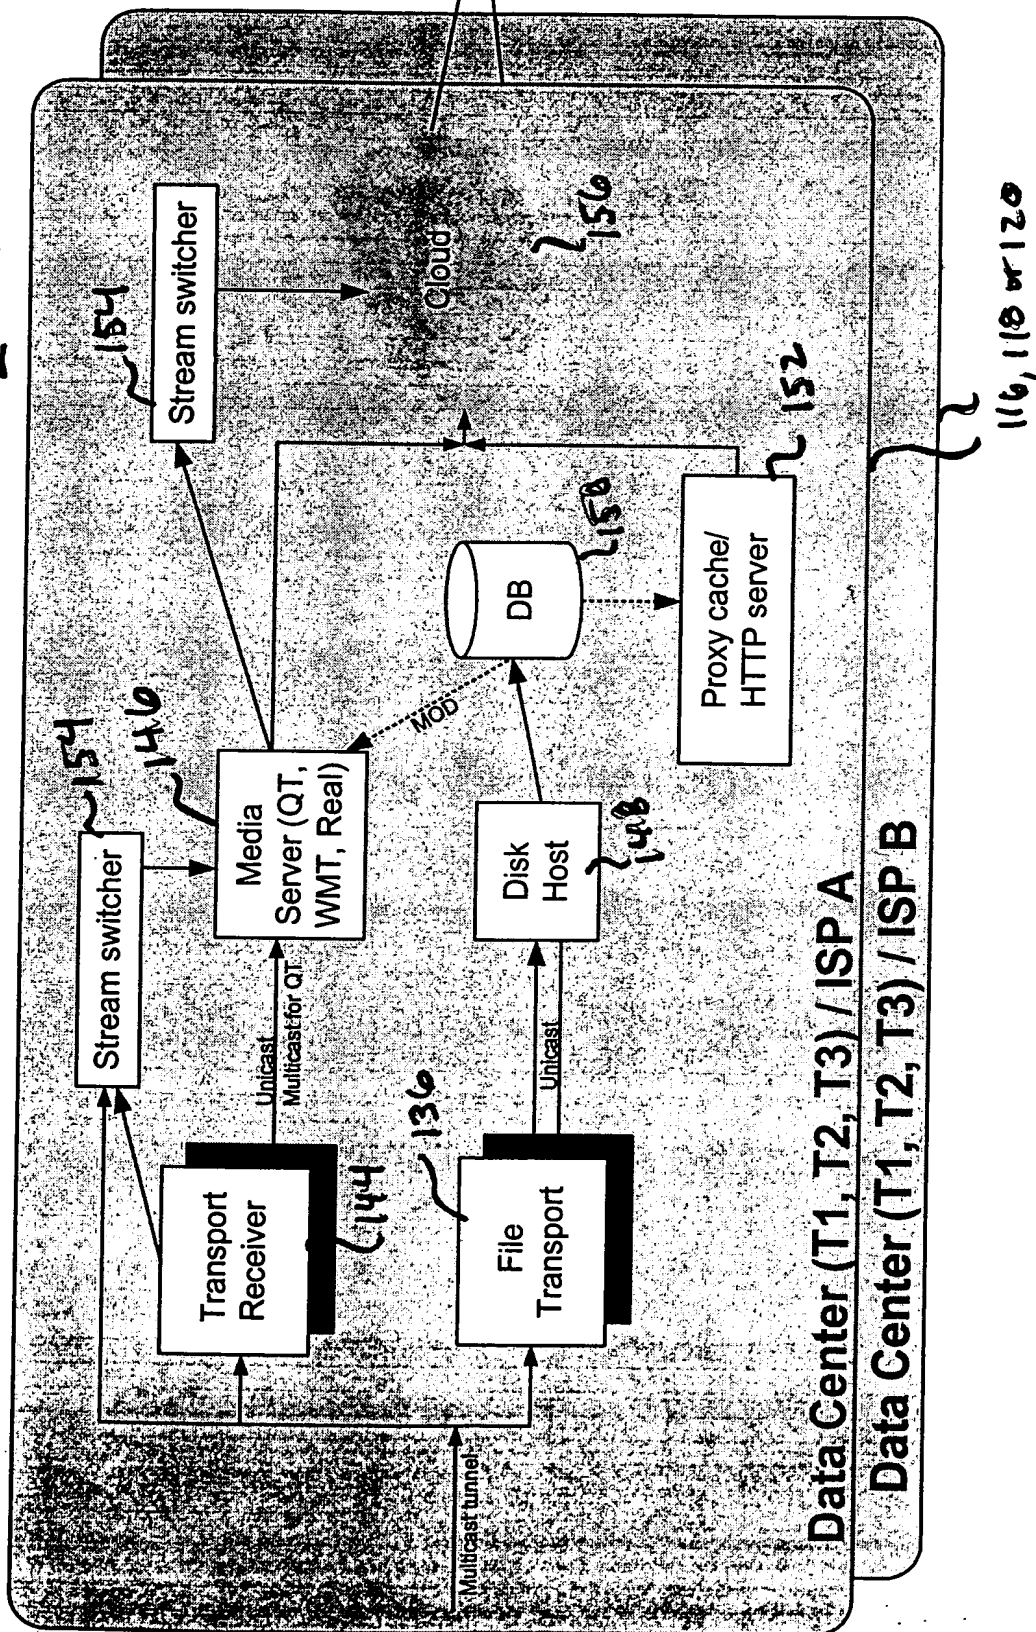 154
Stream switcher
Cloud
156
154
Stream switcher
146
Media
Server (QT,
WMT, Real)
MOD
DB
150
Proxy cache/
HTTP server
152
Transport
Receiver
144
Unicast
Multicast for QT
136
File
Transport
Unicast
Disk
Host
148
Multicast tunnel
Data Center (T1, T2, T3) / ISP A
Data Center (T1, T2, T3) / ISP B
116, 118 or 120